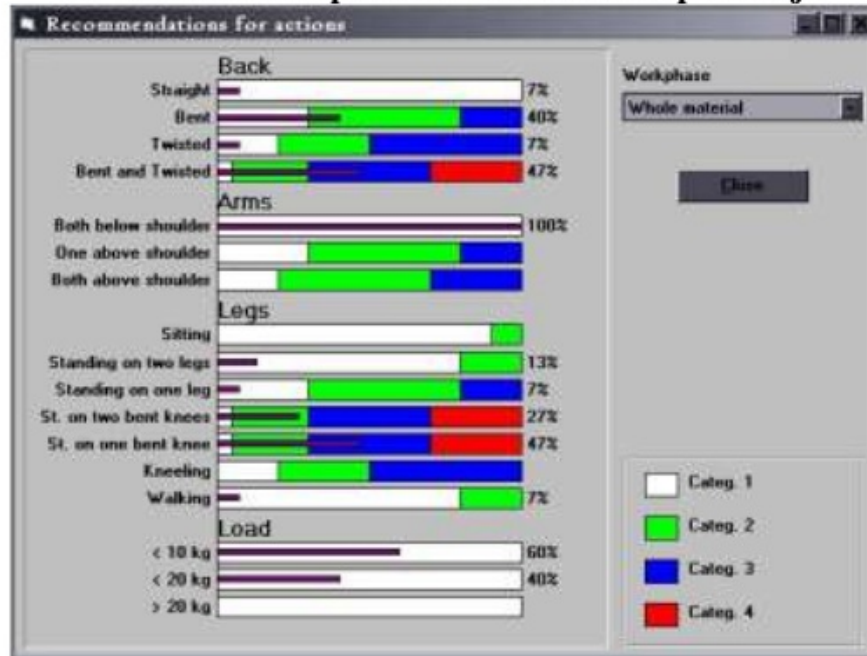 Recommendations for actions
Back
Straight 7%
Bent 40%
Twisted 7%
Bent and Twisted 47%
Arms
Both below shoulder 100%
One above shoulder
Both above shoulder
Legs
Sitting
Standing on two legs 13%
Standing on one leg 7%
St. on two bent knees 27%
St. on one bent knee 47%
Kneeling
Walking 7%
Load
< 10 kg 60%
< 20 kg 40%
> 20 kg
Workphase
Whole material
Close
Categ. 1
Categ. 2
Categ. 3
Categ. 4